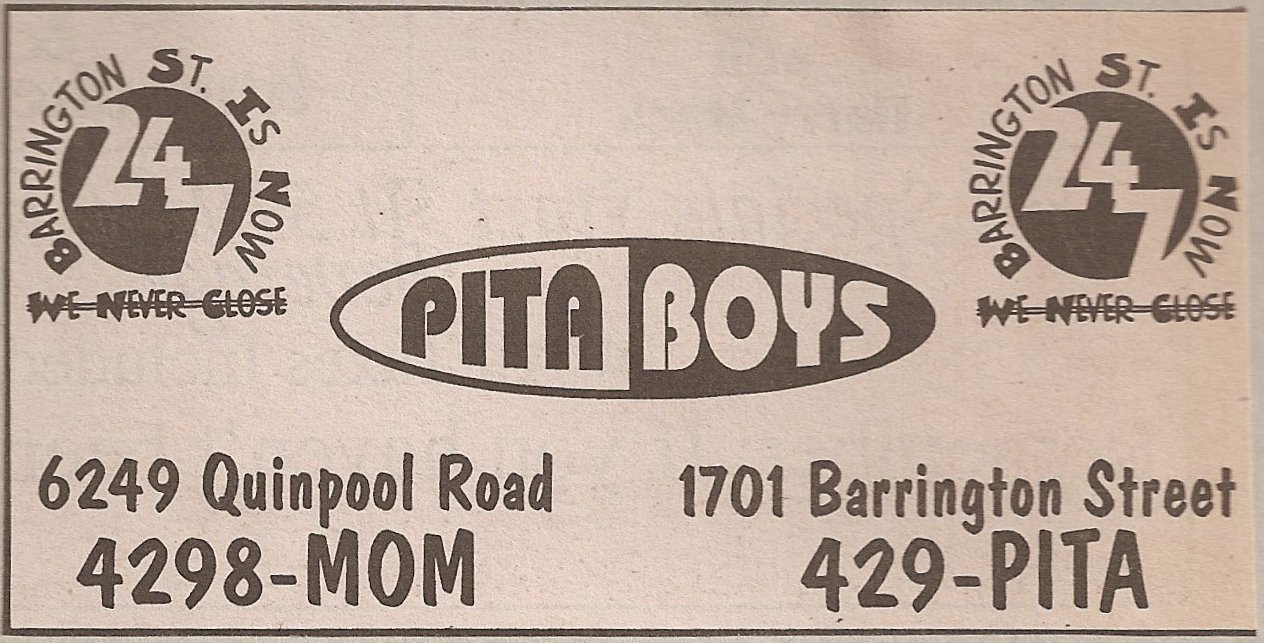 BARRINGTON ST. IS NOW
24
7
WE NEVER CLOSE
BARRINGTON ST. IS NOW
24
7
WE NEVER CLOSE
PITA BOYS
6249 Quinpool Road
4298-MOM
1701 Barrington Street
429-PITA